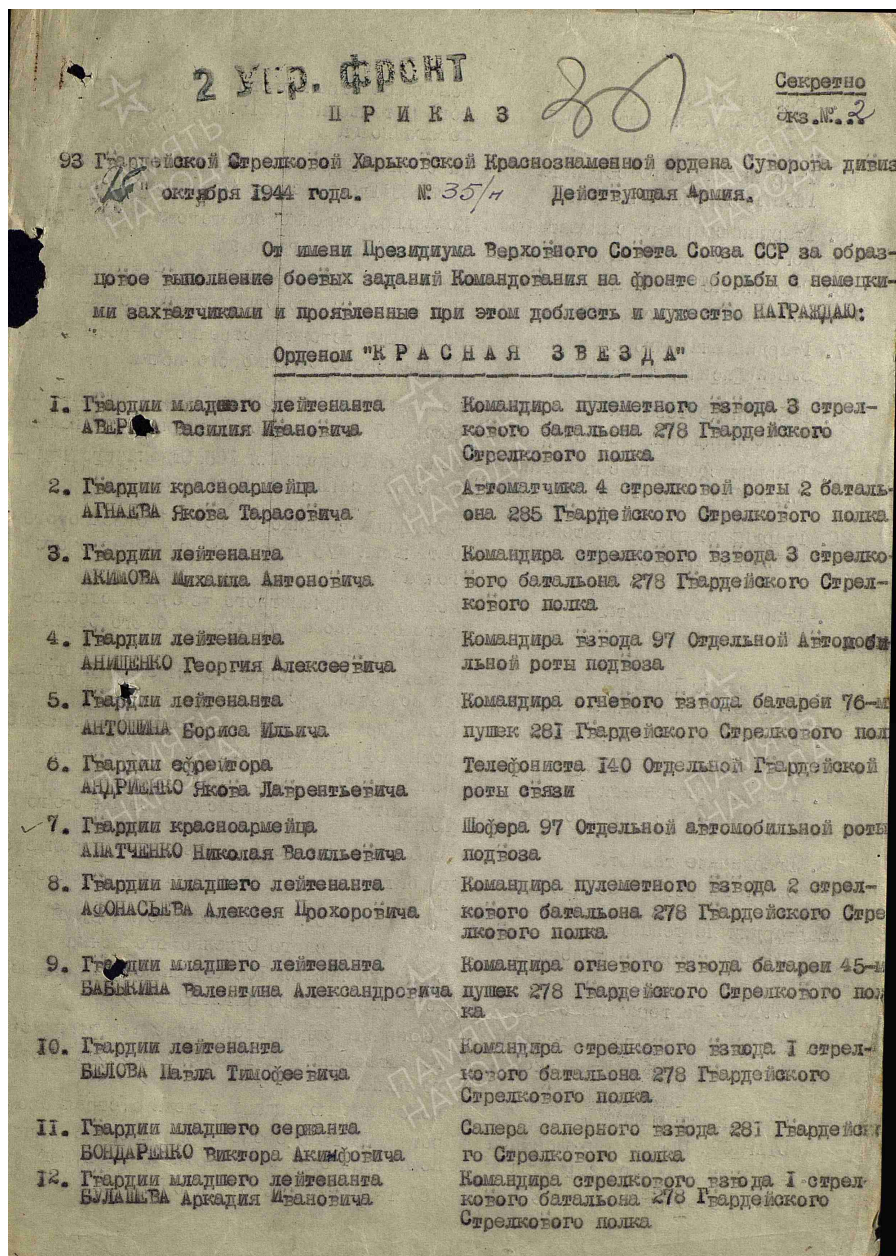 2 Укр. фронт
Секретно
П Р И К А З
Экз.№ 2
93 Гвардейской Стрелковой Харьковской Краснознаменной ордена Суворова дивиз
октября 1944 года. № 35/н Действующая Армия.
От имени Президиума Верховного Совета Союза ССР за образ-
цовое выполнение боевых заданий Командования на фронте борьбы с немецки-
ми захватчиками и проявленные при этом доблесть и мужество НАГРАЖДАЮ:
Орденом "К Р А С Н А Я З В Е З Д А"
1. Гвардии младшего лейтенанта
Василия Ивановича
Командира пулеметного взвода 3 стрел-
кового батальона 278 Гвардейского
Стрелкового полка
2. Гвардии красноармейца
АГНАЕВА Якова Тарасовича
Автоматчика 4 стрелковой роты 2 баталь-
она 285 Гвардейского Стрелкового полка
3. Гвардии лейтенанта
АКИМОВА Михаила Антоновича
Командира стрелкового взвода 3 стрелко-
вого батальона 278 Гвардейского Стрел-
кового полка
4. Гвардии лейтенанта
АНИЩЕНКО Георгия Алексеевича
Командира взвода 97 Отдельной Автомоби-
льной роты подвоза
5. Гвардии лейтенанта
АНТОШИНА Бориса Ильича
Командира огневого взвода батареи 76-м
пушек 281 Гвардейского Стрелкового пол
6. Гвардии ефрейтора
АНДРИЕНКО Якова Лаврентьевича
Телефониста 140 Отдельной Гвардейской
роты связи
7. Гвардии красноармейца
АПАТЧЕНКО Николая Васильевича
Шофера 97 Отдельной автомобильной роты
подвоза
8. Гвардии младшего лейтенанта
АФОНАСЬЕВА Алексея Прохоровича
Командира пулеметного взвода 2 стрел-
кового батальона 278 Гвардейского Стре
лкового полка
9. Гвардии младшего лейтенанта
БАБЫКИНА Валентина Александровича
Командира огневого взвода батареи 45-м
пушек 278 Гвардейского Стрелкового пол
ка
10. Гвардии лейтенанта
БЕЛОВА Павла Тимофеевича
Командира стрелкового взвода I стрел-
кового батальона 278 Гвардейского
Стрелкового полка
11. Гвардии младшего сержанта
БОНДАРЕНКО Виктора Акимфовича
Сапера саперного взвода 281 Гвардейск
го Стрелкового полка
12. Гвардии младшего лейтенанта
БУЛАШЕВА Аркадия Ивановича
Командира стрелкового взвода I стрел-
кового батальона 278 Гвардейского
Стрелкового полка
ПАМЯТЬ
НАРОДА